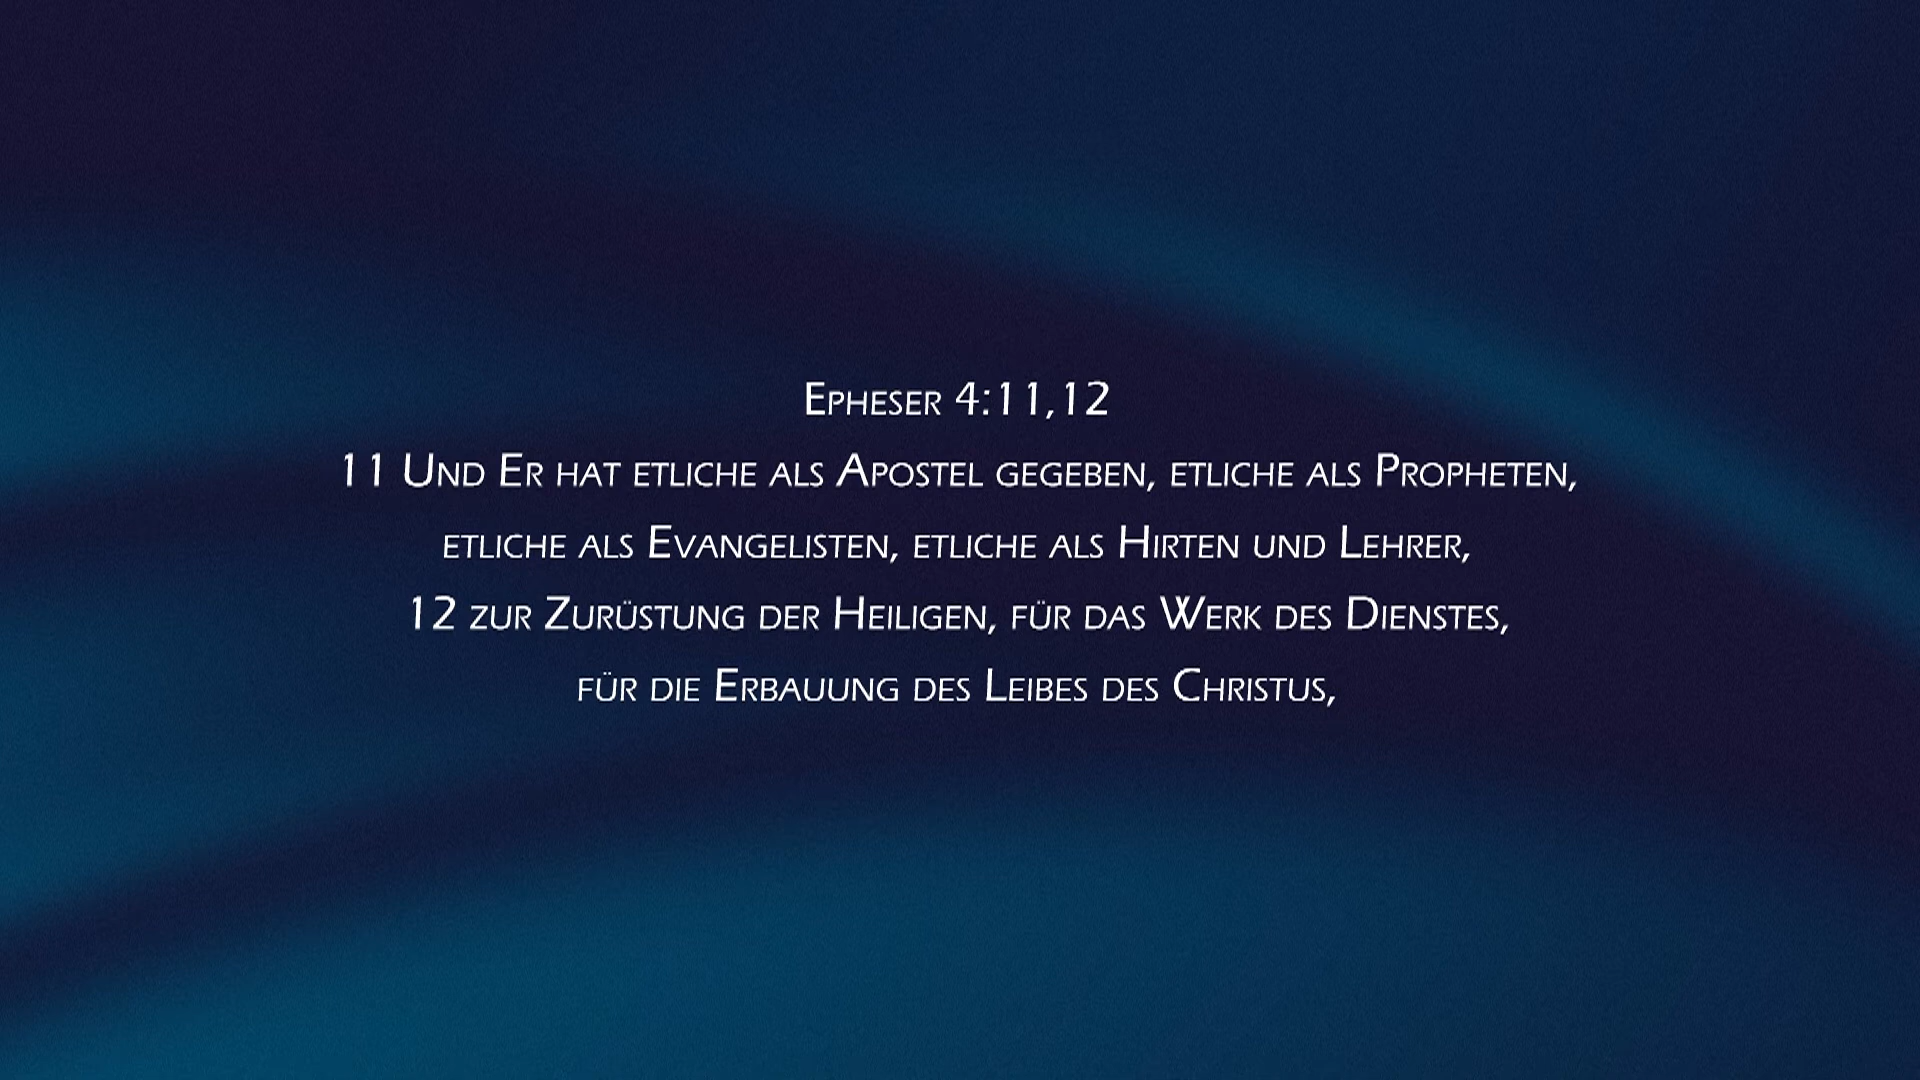 Epheser 4:11,12
11 Und Er hat etliche als Apostel gegeben, etliche als Propheten,
etliche als Evangelisten, etliche als Hirten und Lehrer,
12 zur Zurüstung der Heiligen, für das Werk des Dienstes,
für die Erbauung des Leibes des Christus,